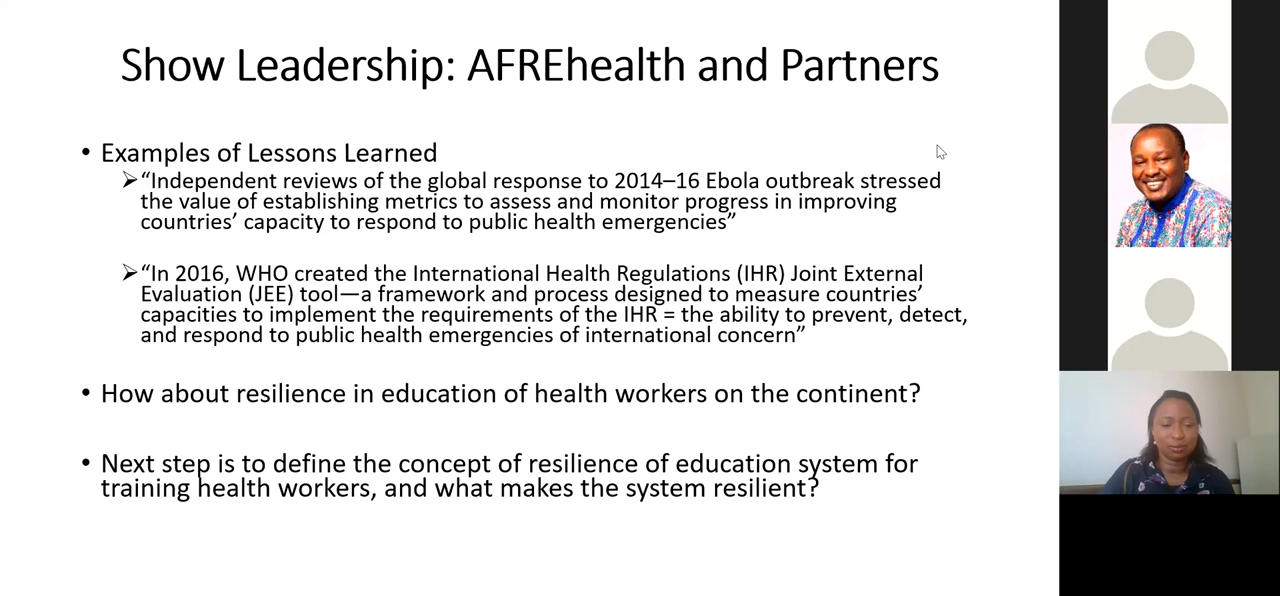 Show Leadership: AFREhealth and Partners
• Examples of Lessons Learned
➢“Independent reviews of the global response to 2014–16 Ebola outbreak stressed
the value of establishing metrics to assess and monitor progress in improving
countries’ capacity to respond to public health emergencies”
➢“In 2016, WHO created the International Health Regulations (IHR) Joint External
Evaluation (JEE) tool—a framework and process designed to measure countries’
capacities to implement the requirements of the IHR = the ability to prevent, detect,
and respond to public health emergencies of international concern”
• How about resilience in education of health workers on the continent?
• Next step is to define the concept of resilience of education system for
training health workers, and what makes the system resilient?